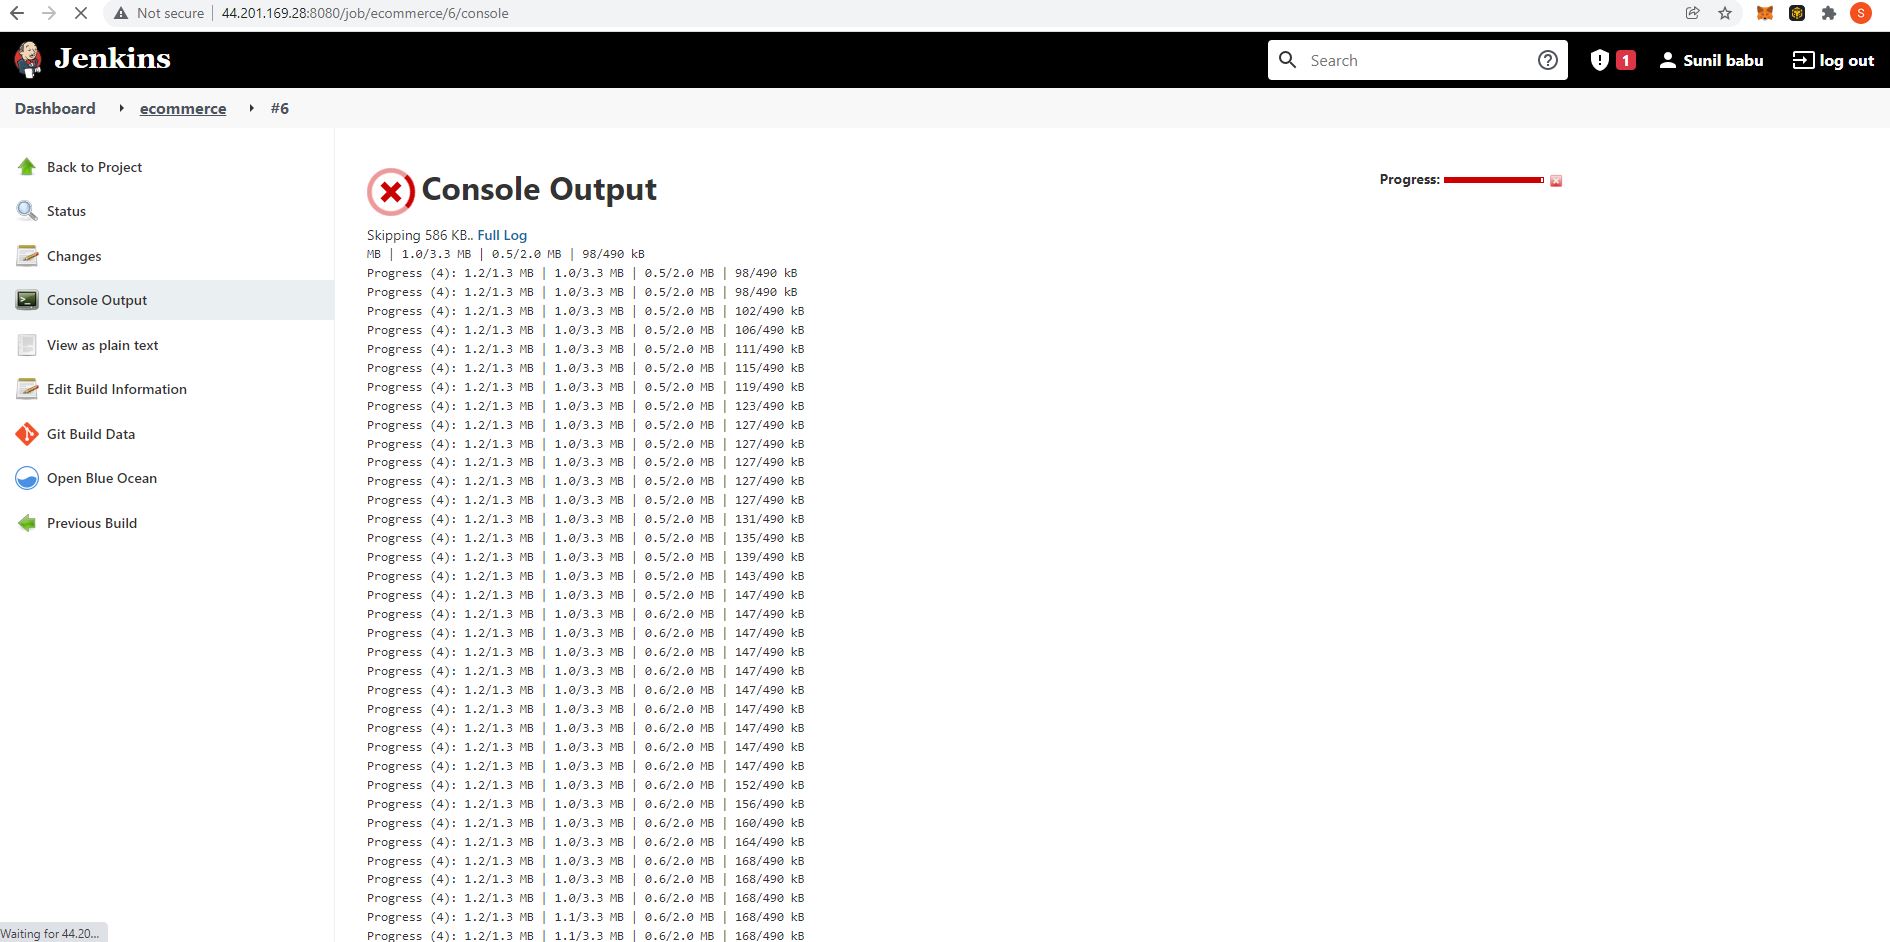 Not secure | 44.201.169.28:8080/job/ecommerce/6/console
S
Jenkins
Search
1
Sunil babu
log out
Dashboard
ecommerce
#6
Back to Project
Status
Changes
Console Output
View as plain text
Edit Build Information
Git Build Data
Open Blue Ocean
Previous Build
Console Output
Progress:
Skipping 586 KB.. Full Log
MB | 1.0/3.3 MB | 0.5/2.0 MB | 98/490 kB
Progress (4): 1.2/1.3 MB | 1.0/3.3 MB | 0.5/2.0 MB | 98/490 kB
Progress (4): 1.2/1.3 MB | 1.0/3.3 MB | 0.5/2.0 MB | 98/490 kB
Progress (4): 1.2/1.3 MB | 1.0/3.3 MB | 0.5/2.0 MB | 102/490 kB
Progress (4): 1.2/1.3 MB | 1.0/3.3 MB | 0.5/2.0 MB | 106/490 kB
Progress (4): 1.2/1.3 MB | 1.0/3.3 MB | 0.5/2.0 MB | 111/490 kB
Progress (4): 1.2/1.3 MB | 1.0/3.3 MB | 0.5/2.0 MB | 115/490 kB
Progress (4): 1.2/1.3 MB | 1.0/3.3 MB | 0.5/2.0 MB | 119/490 kB
Progress (4): 1.2/1.3 MB | 1.0/3.3 MB | 0.5/2.0 MB | 123/490 kB
Progress (4): 1.2/1.3 MB | 1.0/3.3 MB | 0.5/2.0 MB | 127/490 kB
Progress (4): 1.2/1.3 MB | 1.0/3.3 MB | 0.5/2.0 MB | 127/490 kB
Progress (4): 1.2/1.3 MB | 1.0/3.3 MB | 0.5/2.0 MB | 127/490 kB
Progress (4): 1.2/1.3 MB | 1.0/3.3 MB | 0.5/2.0 MB | 127/490 kB
Progress (4): 1.2/1.3 MB | 1.0/3.3 MB | 0.5/2.0 MB | 127/490 kB
Progress (4): 1.2/1.3 MB | 1.0/3.3 MB | 0.5/2.0 MB | 131/490 kB
Progress (4): 1.2/1.3 MB | 1.0/3.3 MB | 0.5/2.0 MB | 135/490 kB
Progress (4): 1.2/1.3 MB | 1.0/3.3 MB | 0.5/2.0 MB | 139/490 kB
Progress (4): 1.2/1.3 MB | 1.0/3.3 MB | 0.5/2.0 MB | 143/490 kB
Progress (4): 1.2/1.3 MB | 1.0/3.3 MB | 0.5/2.0 MB | 147/490 kB
Progress (4): 1.2/1.3 MB | 1.0/3.3 MB | 0.6/2.0 MB | 147/490 kB
Progress (4): 1.2/1.3 MB | 1.0/3.3 MB | 0.6/2.0 MB | 147/490 kB
Progress (4): 1.2/1.3 MB | 1.0/3.3 MB | 0.6/2.0 MB | 147/490 kB
Progress (4): 1.2/1.3 MB | 1.0/3.3 MB | 0.6/2.0 MB | 147/490 kB
Progress (4): 1.2/1.3 MB | 1.0/3.3 MB | 0.6/2.0 MB | 147/490 kB
Progress (4): 1.2/1.3 MB | 1.0/3.3 MB | 0.6/2.0 MB | 147/490 kB
Progress (4): 1.2/1.3 MB | 1.0/3.3 MB | 0.6/2.0 MB | 147/490 kB
Progress (4): 1.2/1.3 MB | 1.0/3.3 MB | 0.6/2.0 MB | 147/490 kB
Progress (4): 1.2/1.3 MB | 1.0/3.3 MB | 0.6/2.0 MB | 147/490 kB
Progress (4): 1.2/1.3 MB | 1.0/3.3 MB | 0.6/2.0 MB | 152/490 kB
Progress (4): 1.2/1.3 MB | 1.0/3.3 MB | 0.6/2.0 MB | 156/490 kB
Progress (4): 1.2/1.3 MB | 1.0/3.3 MB | 0.6/2.0 MB | 160/490 kB
Progress (4): 1.2/1.3 MB | 1.0/3.3 MB | 0.6/2.0 MB | 164/490 kB
Progress (4): 1.2/1.3 MB | 1.0/3.3 MB | 0.6/2.0 MB | 168/490 kB
Progress (4): 1.2/1.3 MB | 1.0/3.3 MB | 0.6/2.0 MB | 168/490 kB
Progress (4): 1.2/1.3 MB | 1.0/3.3 MB | 0.6/2.0 MB | 168/490 kB
Progress (4): 1.2/1.3 MB | 1.1/3.3 MB | 0.6/2.0 MB | 168/490 kB
Progress (4): 1.2/1.3 MB | 1.1/3.3 MB | 0.6/2.0 MB | 168/490 kB
Waiting for 44.20...